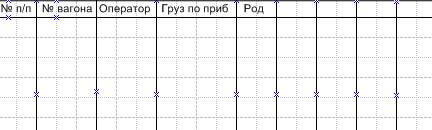 № п/п № вагона Оператор Груз по приб Род